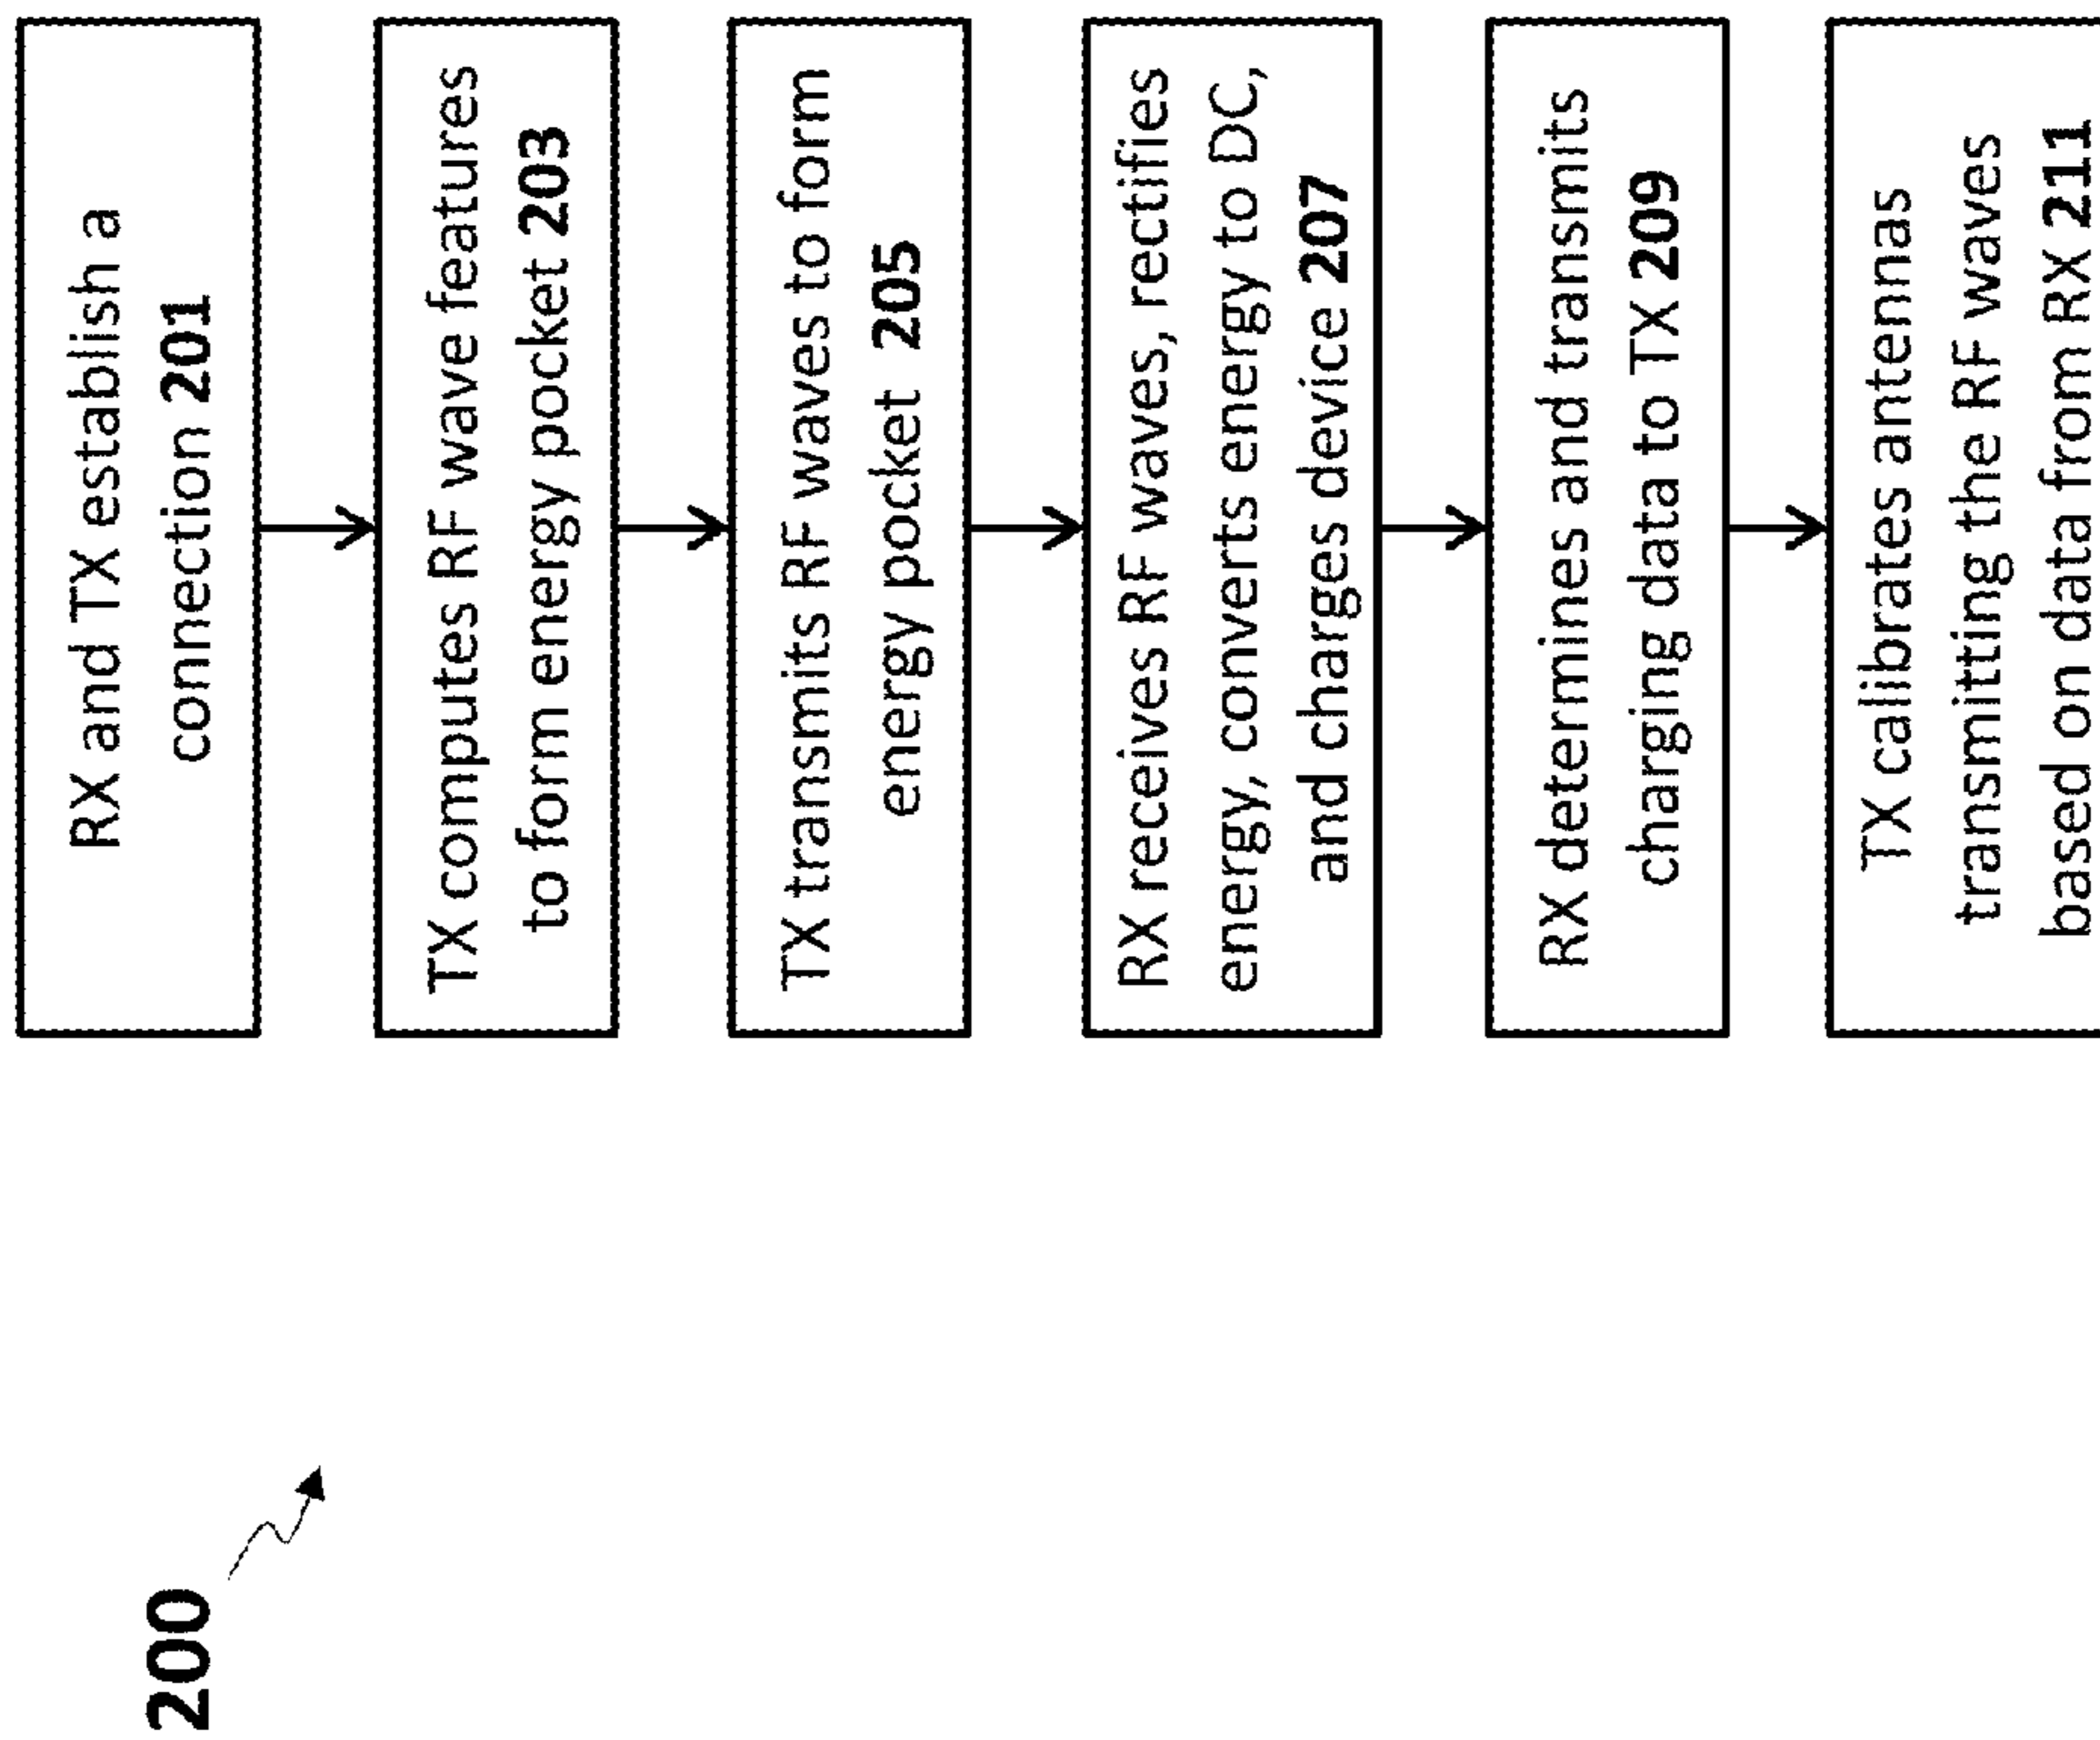 200
RX and TX establish a
connection 201
TX computes RF wave features
to form energy pocket 203
TX transmits RF waves to form
energy pocket 205
RX receives RF waves, rectifies
energy, converts energy to DC,
and charges device 207
RX determines and transmits
charging data to TX 209
TX calibrates antennas
transmitting the RF waves
based on data from RX 211